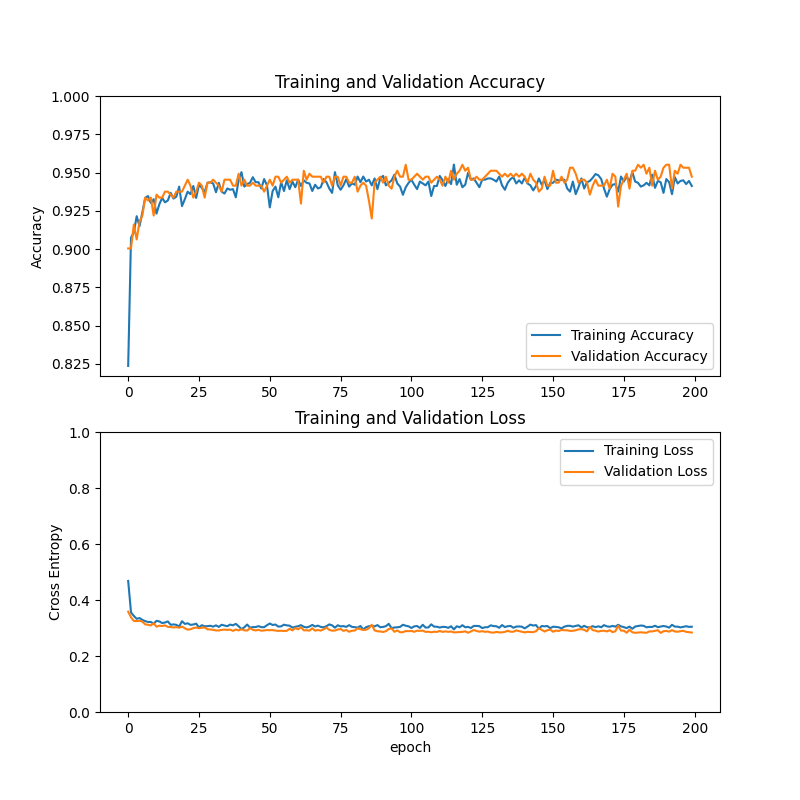 Training and Validation Accuracy
1.000
0.975
0.950
0.925
0.900
0.875
0.850
0.825
Accuracy
Training Accuracy
Validation Accuracy
0 25 50 75 100 125 150 175 200
Training and Validation Loss
1.0
0.8
0.6
0.4
0.2
0.0
Cross Entropy
Training Loss
Validation Loss
0 25 50 75 100 125 150 175 200
epoch